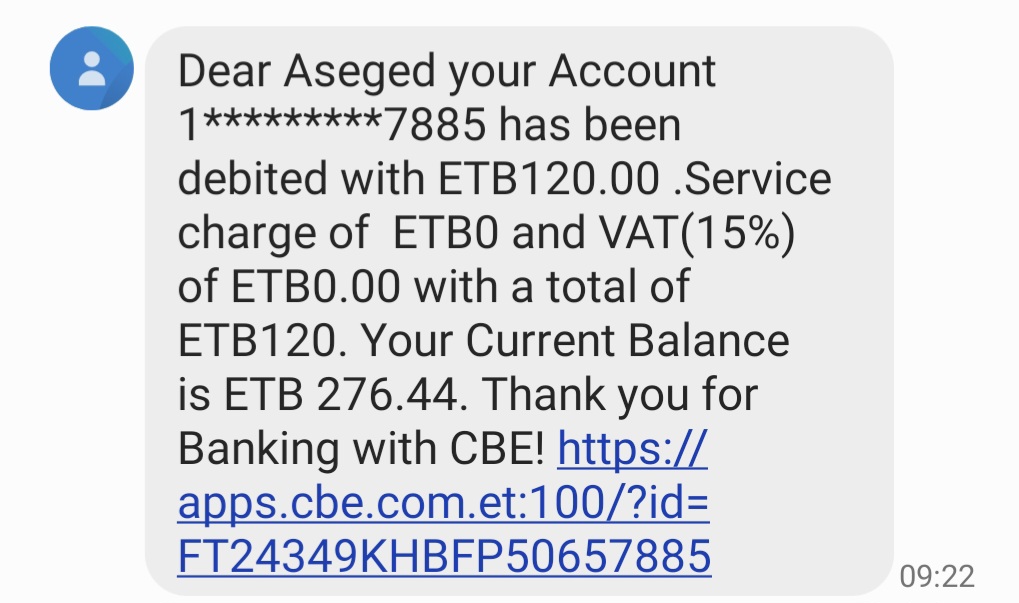 Dear Aseged your Account
1*********7885 has been
debited with ETB120.00 .Service
charge of  ETB0 and VAT(15%)
of ETB0.00 with a total of
ETB120. Your Current Balance
is ETB 276.44. Thank you for
Banking with CBE! https://
apps.cbe.com.et:100/?id=
FT24349KHBFP50657885
09:22